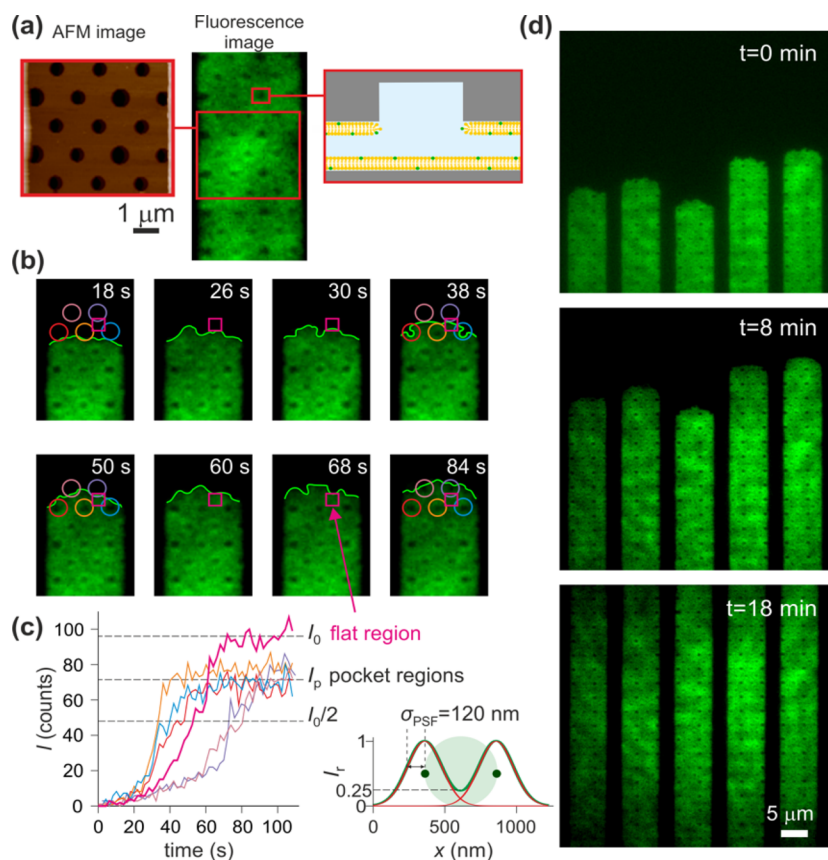 (a)
AFM image
Fluorescence
image
1 μm
(b)
18 s
26 s
30 s
38 s
50 s
60 s
68 s
84 s
(c)
flat region
I0
Ip pocket regions
I0/2
100
80
60
40
20
0
I (counts)
0 20 40 60 80 100
time (s)
σPSF=120 nm
1
Ir
0.25
0
0 500 1000
x (nm)
(d)
t=0 min
t=8 min
t=18 min
5 μm